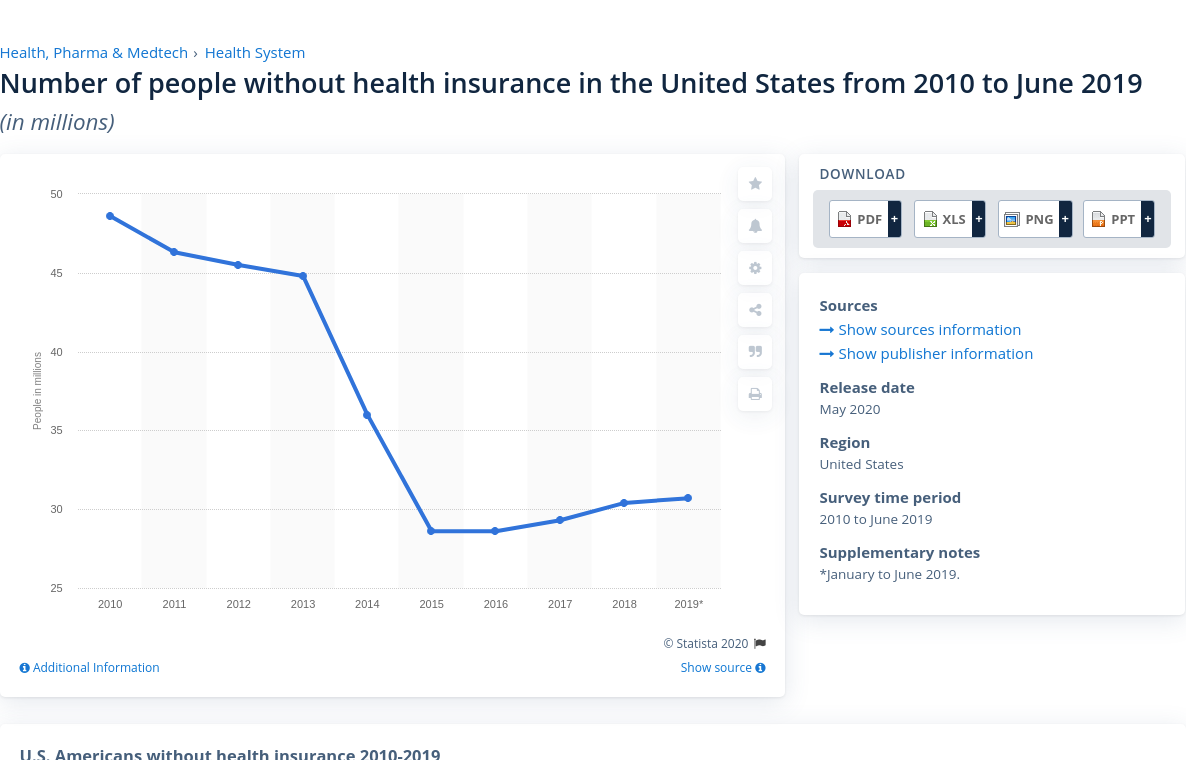 Health, Pharma & Medtech › Health System
Number of people without health insurance in the United States from 2010 to June 2019
(in millions)
50
45
40
35
30
25
People in millions
2010 2011 2012 2013 2014 2015 2016 2017 2018 2019*
© Statista 2020
Additional Information
Show source
DOWNLOAD
PDF + XLS + PNG + PPT +
Sources
Show sources information
Show publisher information
Release date
May 2020
Region
United States
Survey time period
2010 to June 2019
Supplementary notes
*January to June 2019.
U.S. Americans without health insurance 2010-2019